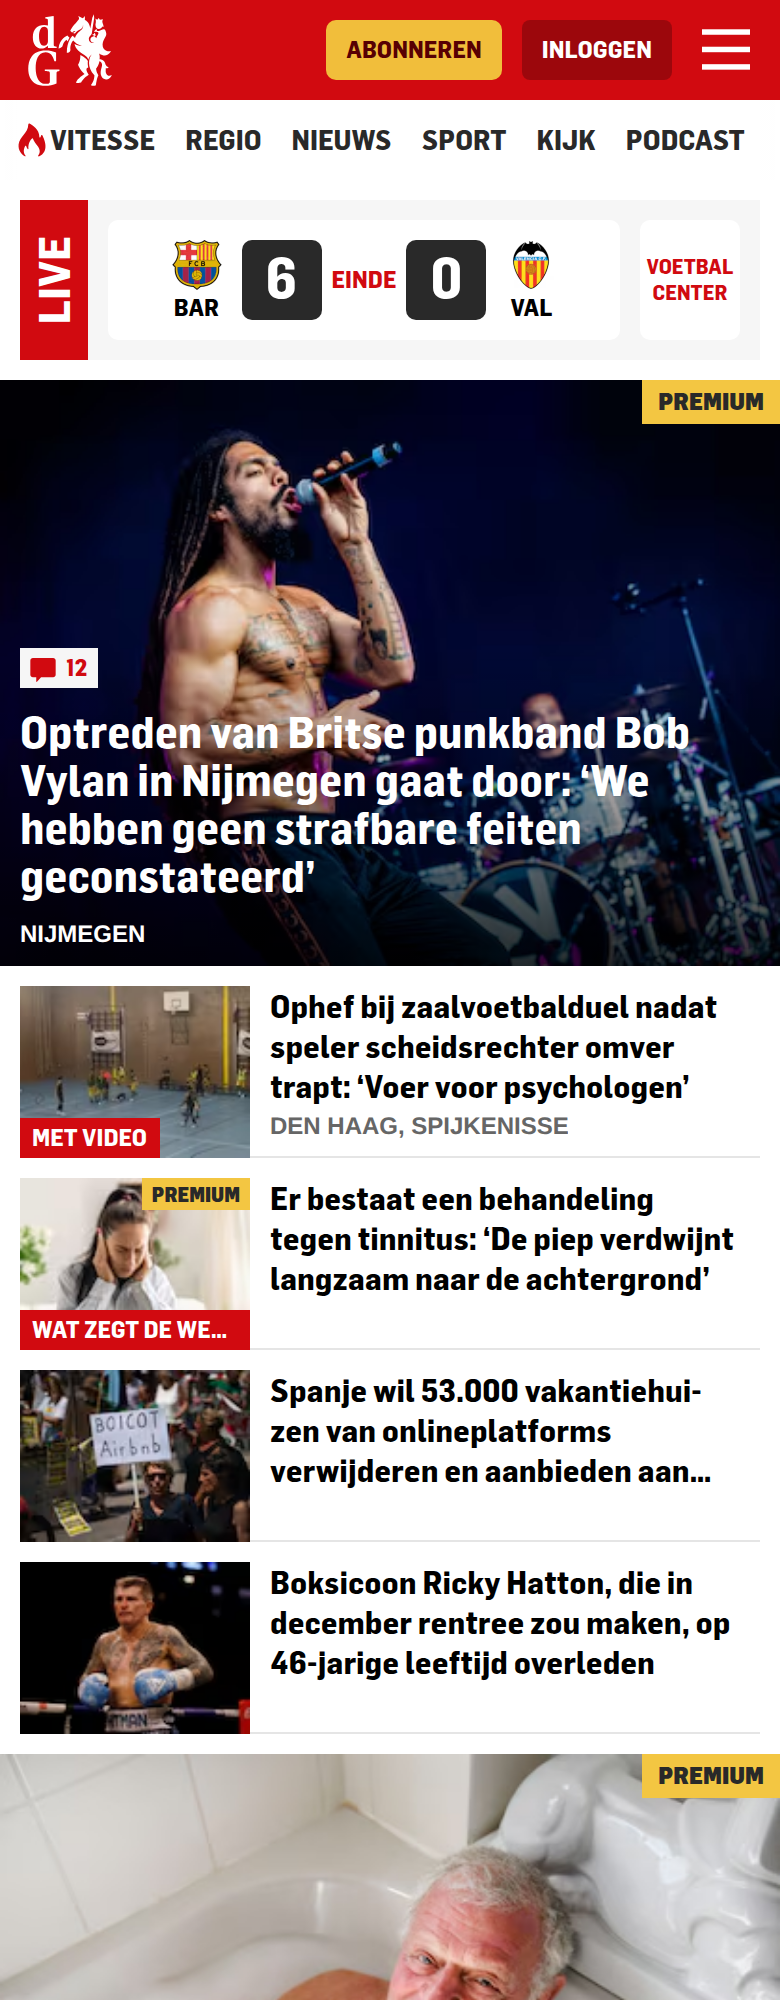 dG
ABONNEREN
INLOGGEN
VITESSE
REGIO
NIEUWS
SPORT
KIJK
PODCAST
LIVE
BAR
6
EINDE
0
VAL
VOETBAL
CENTER
PREMIUM
12
Optreden van Britse punkband Bob
Vylan in Nijmegen gaat door: ‘We
hebben geen strafbare feiten
geconstateerd’
NIJMEGEN
MET VIDEO
Ophef bij zaalvoetbalduel nadat
speler scheidsrechter omver
trapt: ‘Voer voor psychologen’
DEN HAAG, SPIJKENISSE
PREMIUM
WAT ZEGT DE WE...
Er bestaat een behandeling
tegen tinnitus: ‘De piep verdwijnt
langzaam naar de achtergrond’
BOICOT
Airbnb
Spanje wil 53.000 vakantiehui-
zen van onlineplatforms
verwijderen en aanbieden aan...
Boksicoon Ricky Hatton, die in
december rentree zou maken, op
46-jarige leeftijd overleden
PREMIUM